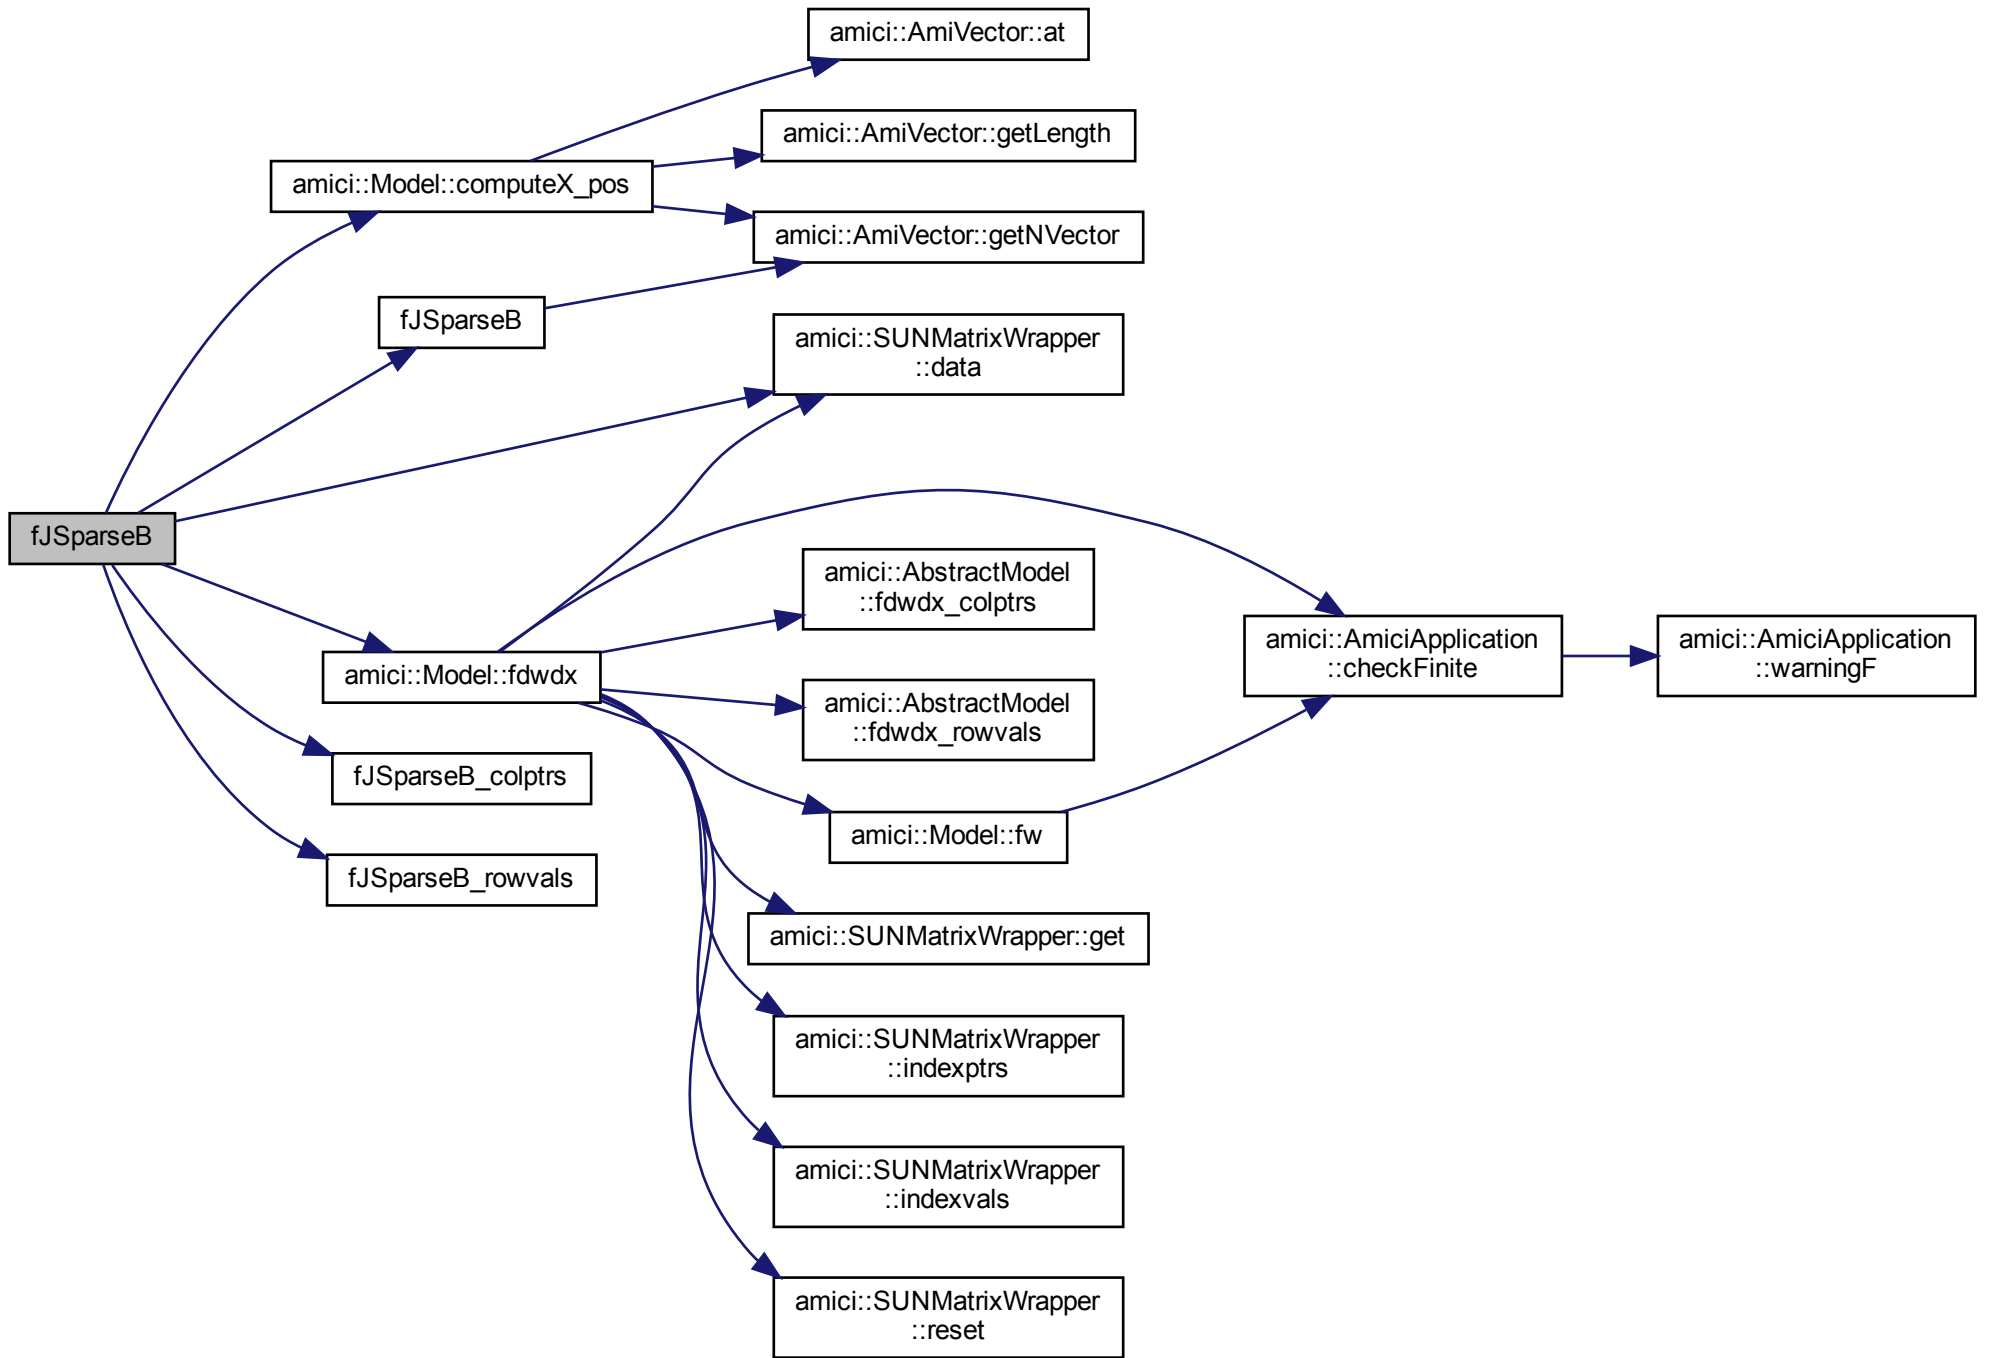 amici::AmiVector::at
amici::AmiVector::getLength
amici::Model::computeX_pos
amici::AmiVector::getNVector
fJSparseB
amici::SUNMatrixWrapper
::data
fJSparseB
amici::AbstractModel
::fdwdx_colptrs
amici::AmiciApplication
::checkFinite
amici::AmiciApplication
::warningF
amici::Model::fdwdx
amici::AbstractModel
::fdwdx_rowvals
fJSparseB_colptrs
amici::Model::fw
fJSparseB_rowvals
amici::SUNMatrixWrapper::get
amici::SUNMatrixWrapper
::indexptrs
amici::SUNMatrixWrapper
::indexvals
amici::SUNMatrixWrapper
::reset